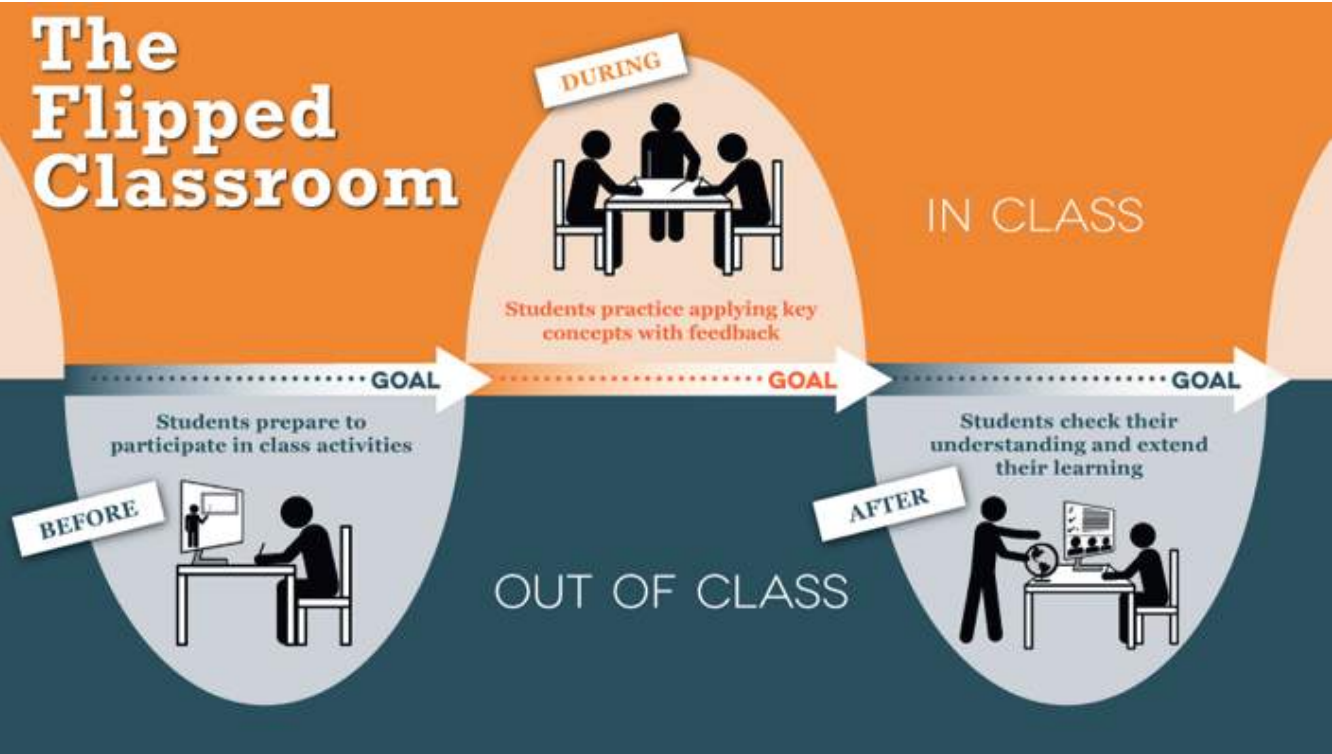 The
Flipped
Classroom
DURING
IN CLASS
Students practice applying key
concepts with feedback
GOAL
GOAL
GOAL
Students prepare to
participate in class activities
BEFORE
Students check their
understanding and extend
their learning
AFTER
OUT OF CLASS